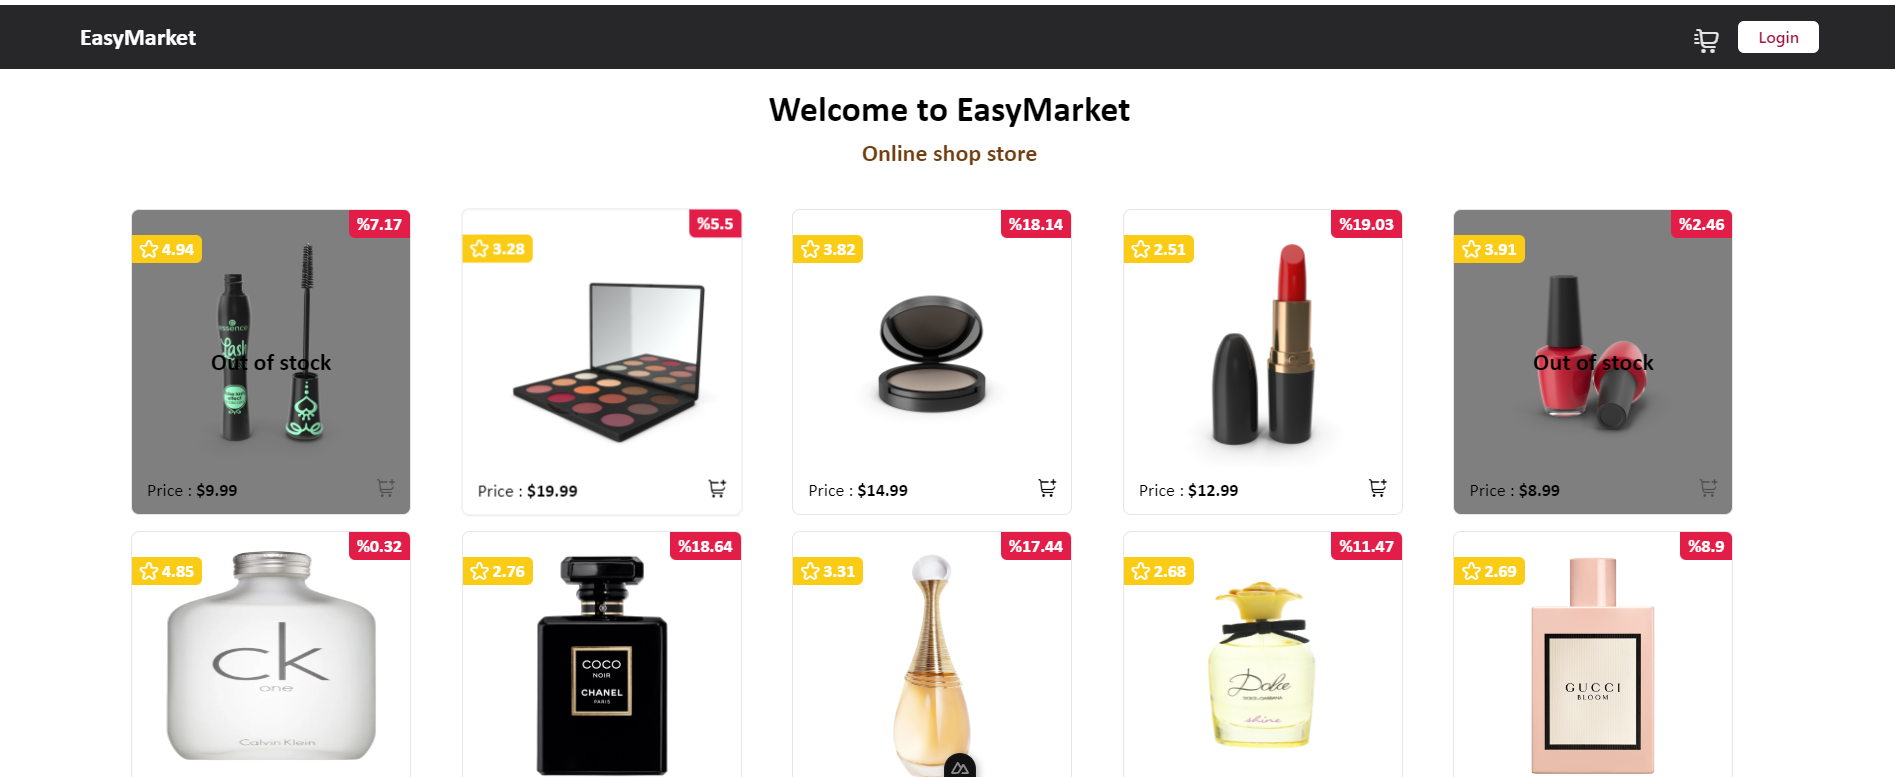 EasyMarket
Login
Welcome to EasyMarket
Online shop store
%7.17
4.94
essence
Lash
Out of stock
Price : $9.99
%5.5
3.28
Price : $19.99
%18.14
3.82
Price : $14.99
%19.03
2.51
Price : $12.99
%2.46
3.91
Out of stock
Price : $8.99
%0.32
4.85
ck
one
Calvin Klein
%18.64
2.76
COCO
NOIR
CHANEL
PARIS
%17.44
3.31
%11.47
2.68
Dolce
DOLCE & GABBANA
shine
%8.9
2.69
GUCCI
BLOOM